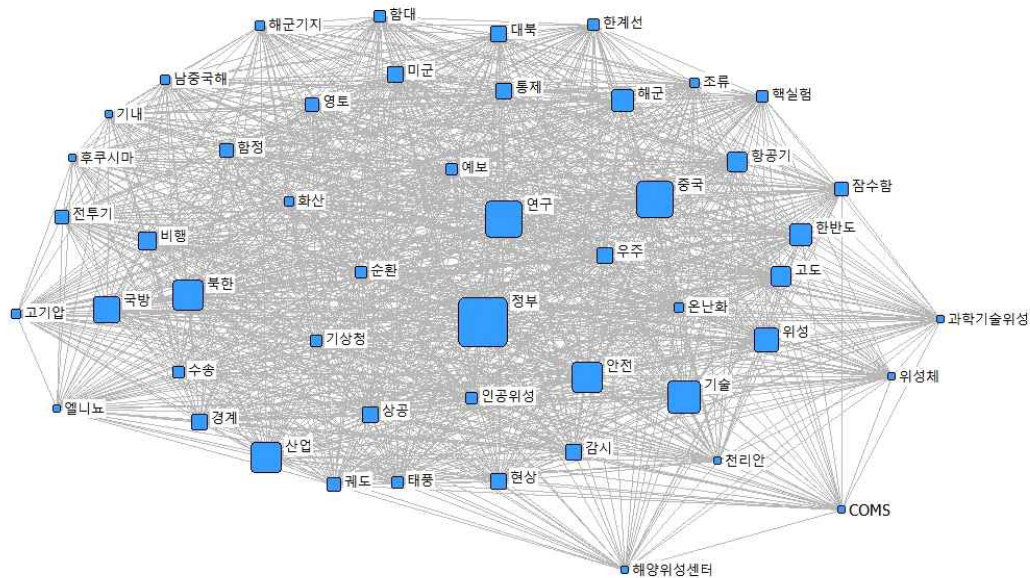 함대
해군기지
대북
한계선
미군
남중국해
통제
조류
해군
핵실험
영토
기내
함정
후쿠시마
예보
항공기
중국
잠수함
화산
연구
전투기
비행
한반도
우주
순환
고도
북한
국방
정부
온난화
고기압
과학기술위성
기상청
위성
수송
안전
위성체
기술
인공위성
엘니뇨
상공
경계
감시
산업
천리안
궤도
태풍
현상
COMS
해양위성센터